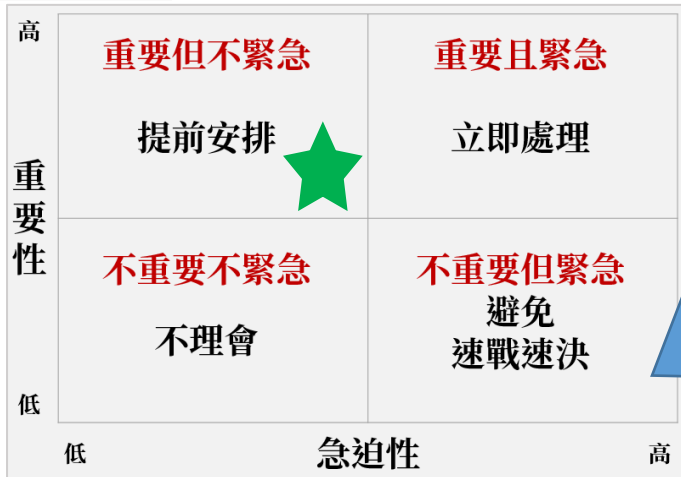 高
重要但不緊急
重要且緊急
提前安排
立即處理
重要性
不重要不緊急
不重要但緊急
避免
不理會
速戰速決
低
低
急迫性
高